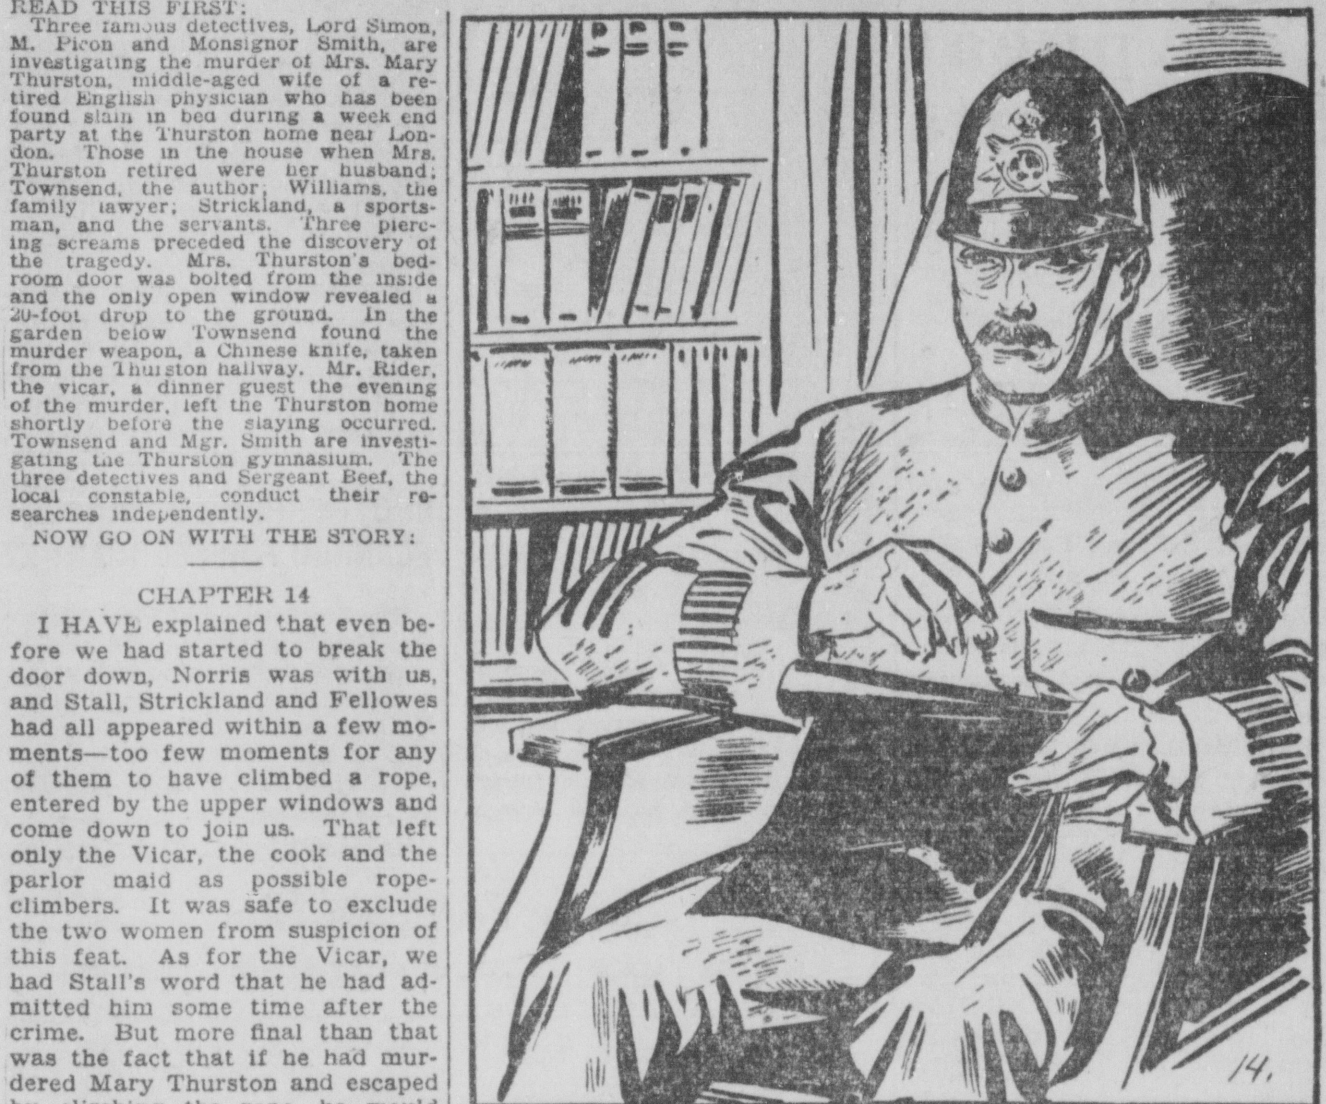 READ THIS FIRST:
Three famous detectives, Lord Simon,
M. Picon and Monsignor Smith, are
investigating the murder of Mrs. Mary
Thurston, middle-aged wife of a re-
tired English physician who has been
found slain in bed during a week end
party at the Thurston home near Lon-
don. Those in the house when Mrs.
Thurston retired were her husband;
Townsend, the author; Williams, the
family lawyer; Strickland, a sports-
man, and the servants. Three pierc-
ing screams preceded the discovery of
the tragedy. Mrs. Thurston's bed-
room door was bolted from the inside
and the only open window revealed a
20-foot drop to the ground. In the
garden below Townsend found the
murder weapon, a Chinese knife, taken
from the Thurston hallway. Mr. Rider,
the vicar, a dinner guest the evening
of the murder, left the Thurston home
shortly before the slaying occurred.
Townsend and Mgr. Smith are investi-
gating the Thurston gymnasium. The
three detectives and Sergeant Beef, the
local constable, conduct their re-
searches independently.
NOW GO ON WITH THE STORY:
CHAPTER 14
I HAVE explained that even be-
fore we had started to break the
door down, Norris was with us,
and Stall, Strickland and Fellowes
had all appeared within a few mo-
ments—too few moments for any
of them to have climbed a rope,
entered by the upper windows and
come down to join us. That left
only the Vicar, the cook and the
parlor maid as possible rope-
climbers. It was safe to exclude
the two women from suspicion of
this feat. As for the Vicar, we
had Stall's word that he had ad-
mitted him some time after the
crime. But more final than that
was the fact that if he had mur-
dered Mary Thurston and escaped
14.